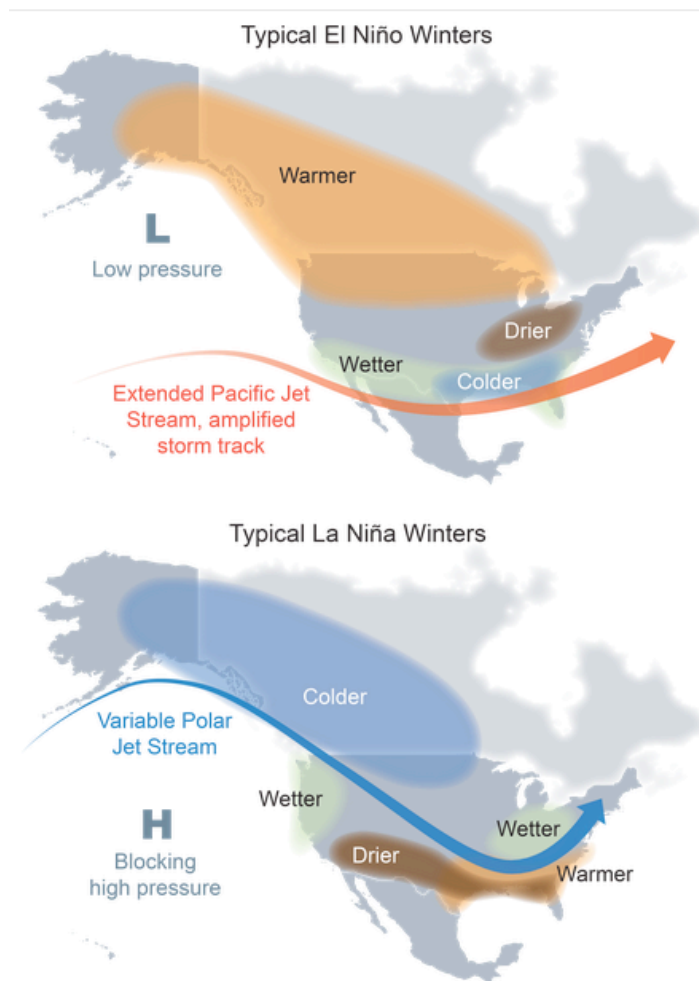 Typical El Niño Winters
Warmer
L
Low pressure
Drier
Wetter
Colder
Extended Pacific Jet
Stream, amplified
storm track
Typical La Niña Winters
Colder
Variable Polar
Jet Stream
Wetter
H
Blocking
high pressure
Wetter
Drier
Warmer